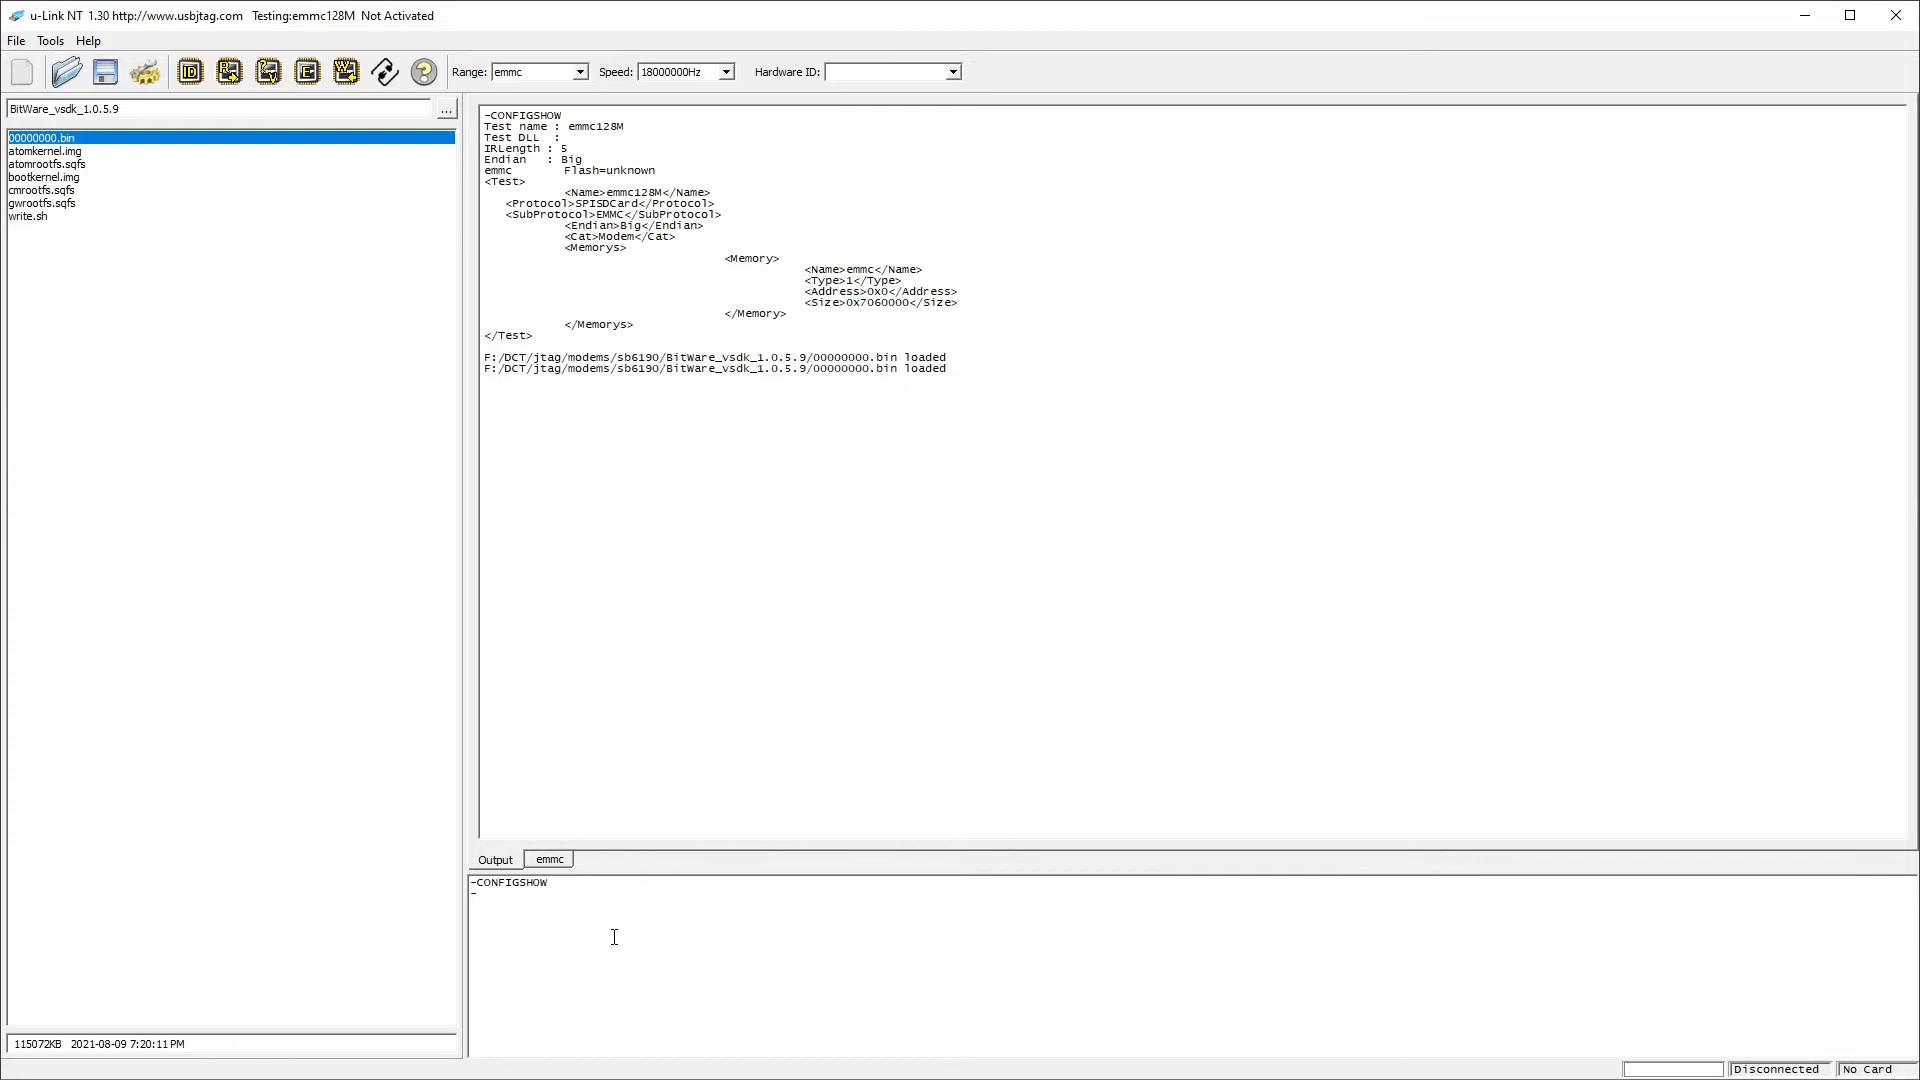 u-Link NT 1.30 http://www.usbjtag.com   Testing:emmc128M  Not Activated
File Tools Help
ID R V E W ?
Range: emmc Speed: 18000000Hz Hardware ID:
BitWare_vsdk_1.0.5.9 ...
00000000.bin
atomkernel.img
atomrootfs.sqfs
bootkernel.img
cmrootfs.sqfs
gwrootfs.sqfs
write.sh
115072KB   2021-08-09 7:20:11 PM
-CONFIGSHOW
Test name : emmc128M
Test DLL  :
IRLength : 5
Endian   : Big
emmc       Flash=unknown
<Test>
<Name>emmc128M</Name>
<Protocol>SPISDCard</Protocol>
<SubProtocol>EMMC</SubProtocol>
<Endian>Big</Endian>
<Cat>Modem</Cat>
<Memorys>
<Memory>
<Name>emmc</Name>
<Type>1</Type>
<Address>0x0</Address>
<Size>0x7060000</Size>
</Memory>
</Memorys>
</Test>
F:/DCT/jtag/modems/sb6190/BitWare_vsdk_1.0.5.9/00000000.bin loaded
F:/DCT/jtag/modems/sb6190/BitWare_vsdk_1.0.5.9/00000000.bin loaded
Output emmc
-CONFIGSHOW
-
Disconnected No Card